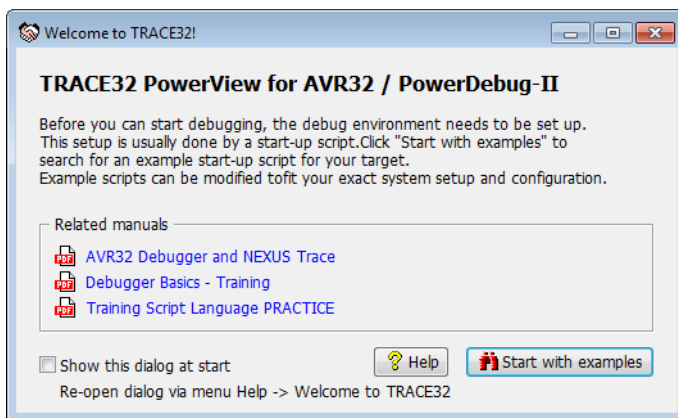 Welcome to TRACE32!
TRACE32 PowerView for AVR32 / PowerDebug-II
Before you can start debugging, the debug environment needs to be set up.
This setup is usually done by a start-up script.Click "Start with examples" to
search for an example start-up script for your target.
Example scripts can be modified tofit your exact system setup and configuration.
Related manuals
PDF AVR32 Debugger and NEXUS Trace
PDF Debugger Basics - Training
PDF Training Script Language PRACTICE
Show this dialog at start
? Help
Start with examples
Re-open dialog via menu Help -> Welcome to TRACE32